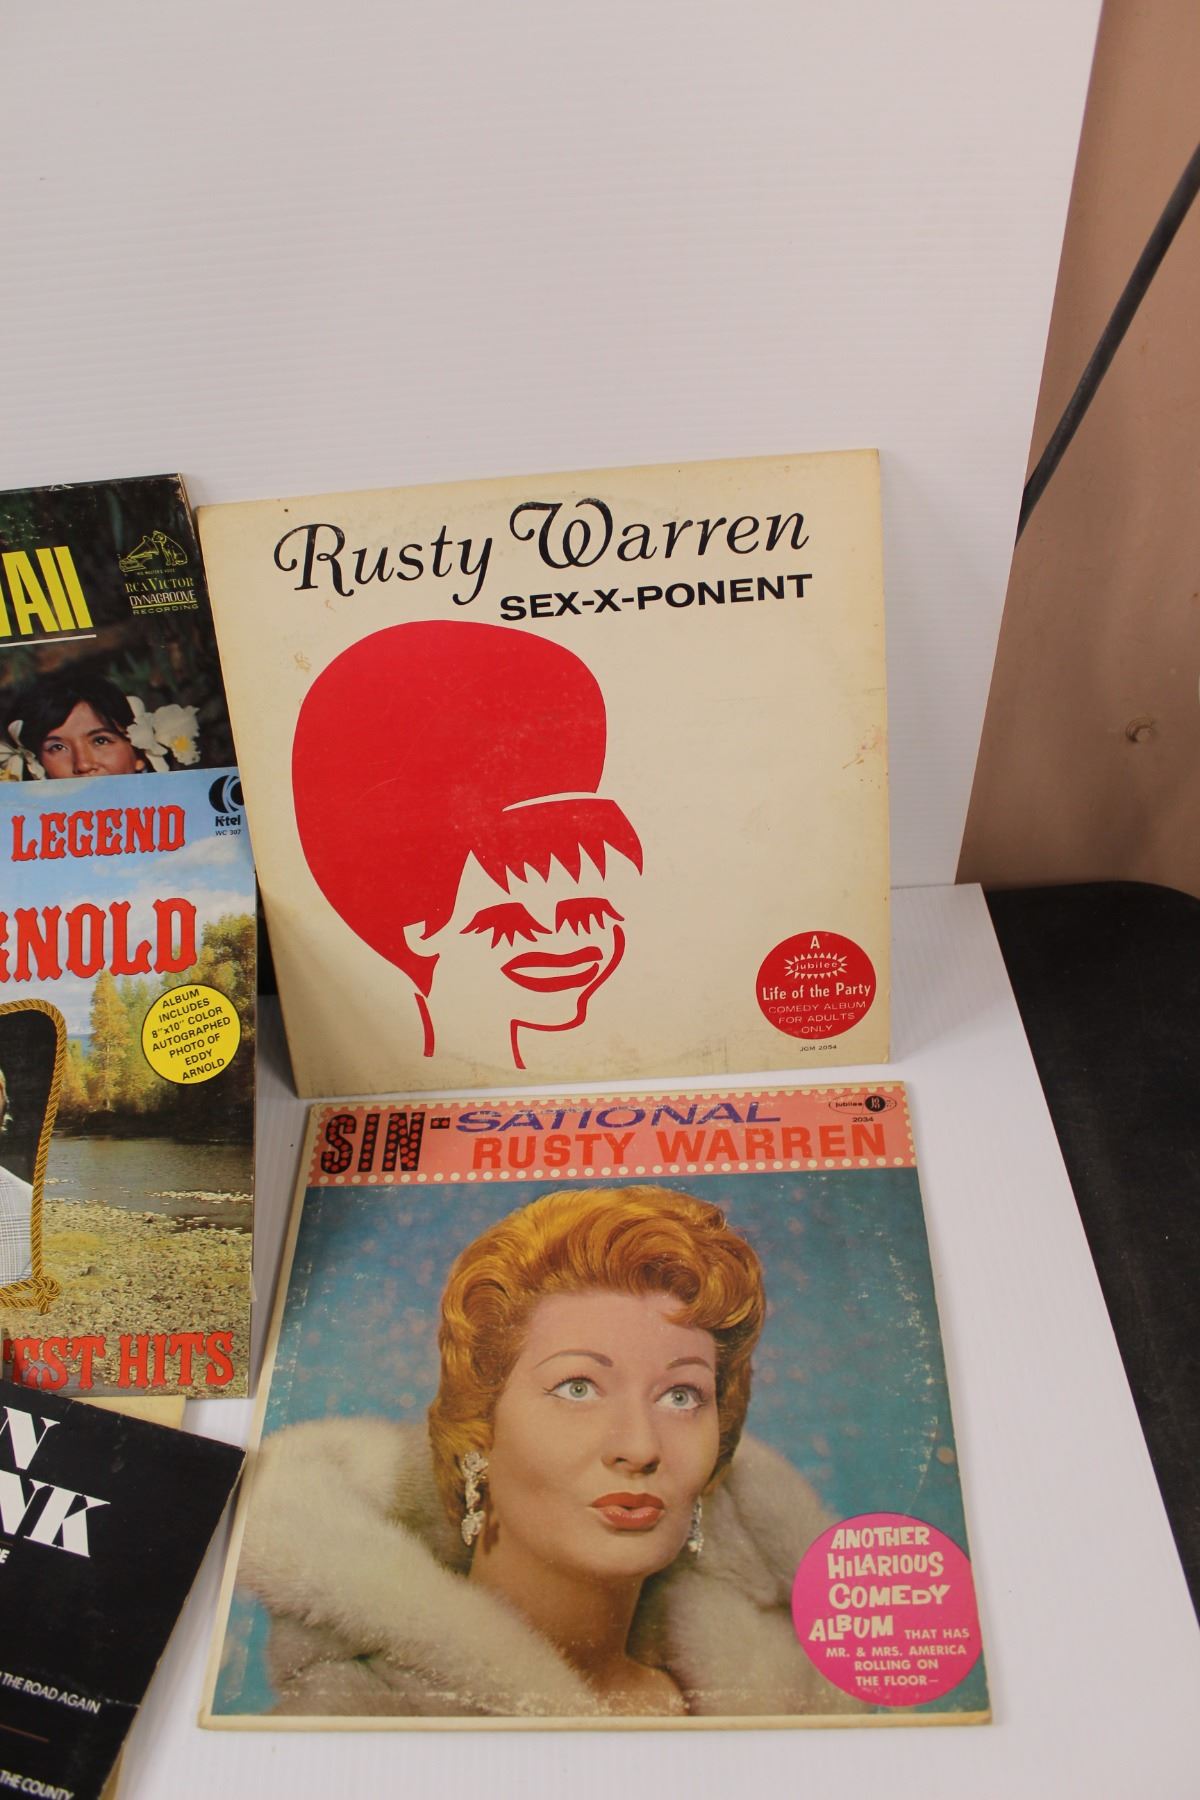 HIS MASTER'S VOICE
RCA VICTOR
DYNAGROOVE
RECORDING
LEGEND
K-tel
WC 307
ALBUM
INCLUDES
8"x10" COLOR
AUTOGRAPHED
PHOTO OF
EDDY
ARNOLD
HITS
THE ROAD AGAIN
THE COUNTY
Rusty Warren
SEX-X-PONENT
A
jubilee
Life of the Party
COMEDY ALBUM
FOR ADULTS
ONLY
JGM 2054
SIN-SATIONAL
RUSTY WARREN
jubilee
2034
ANOTHER
HILARIOUS
COMEDY
ALBUM THAT HAS
MR. & MRS. AMERICA
ROLLING ON
THE FLOOR—